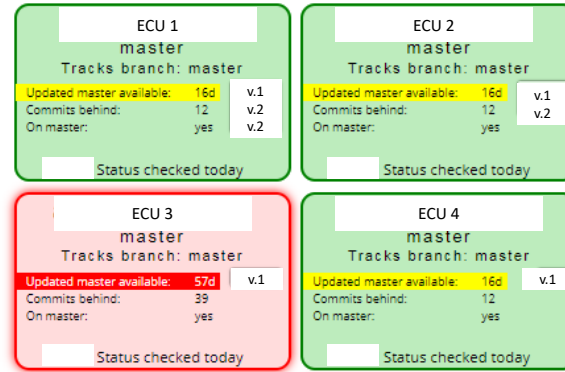 ECU 1
master
Tracks branch: master
Updated master available: 16d v.1
Commits behind: 12 v.2
On master: yes v.2
Status checked today
ECU 2
master
Tracks branch: master
Updated master available: 16d v.1
Commits behind: 12 v.2
On master: yes
Status checked today
ECU 3
master
Tracks branch: master
Updated master available: 57d v.1
Commits behind: 39
On master: yes
Status checked today
ECU 4
master
Tracks branch: master
Updated master available: 16d v.1
Commits behind: 12
On master: yes
Status checked today